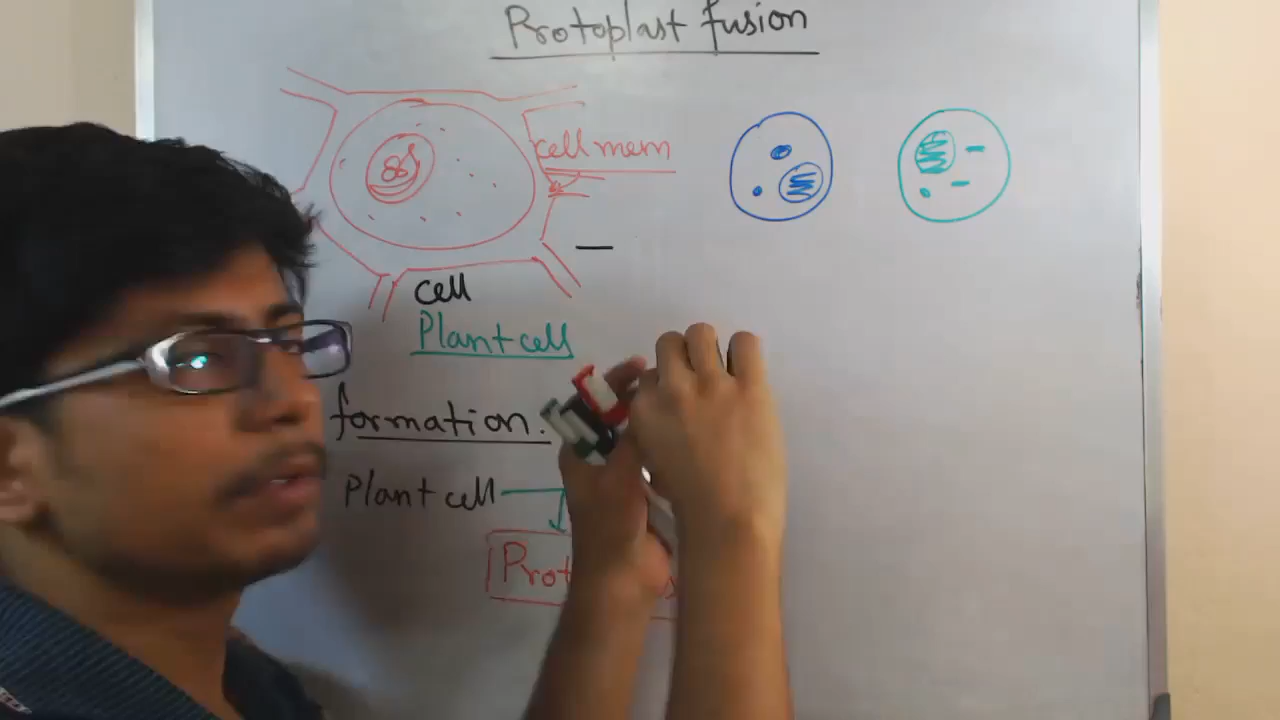 Protoplast fusion
cell mem
cell
Plant cell
formation.
Plant cell